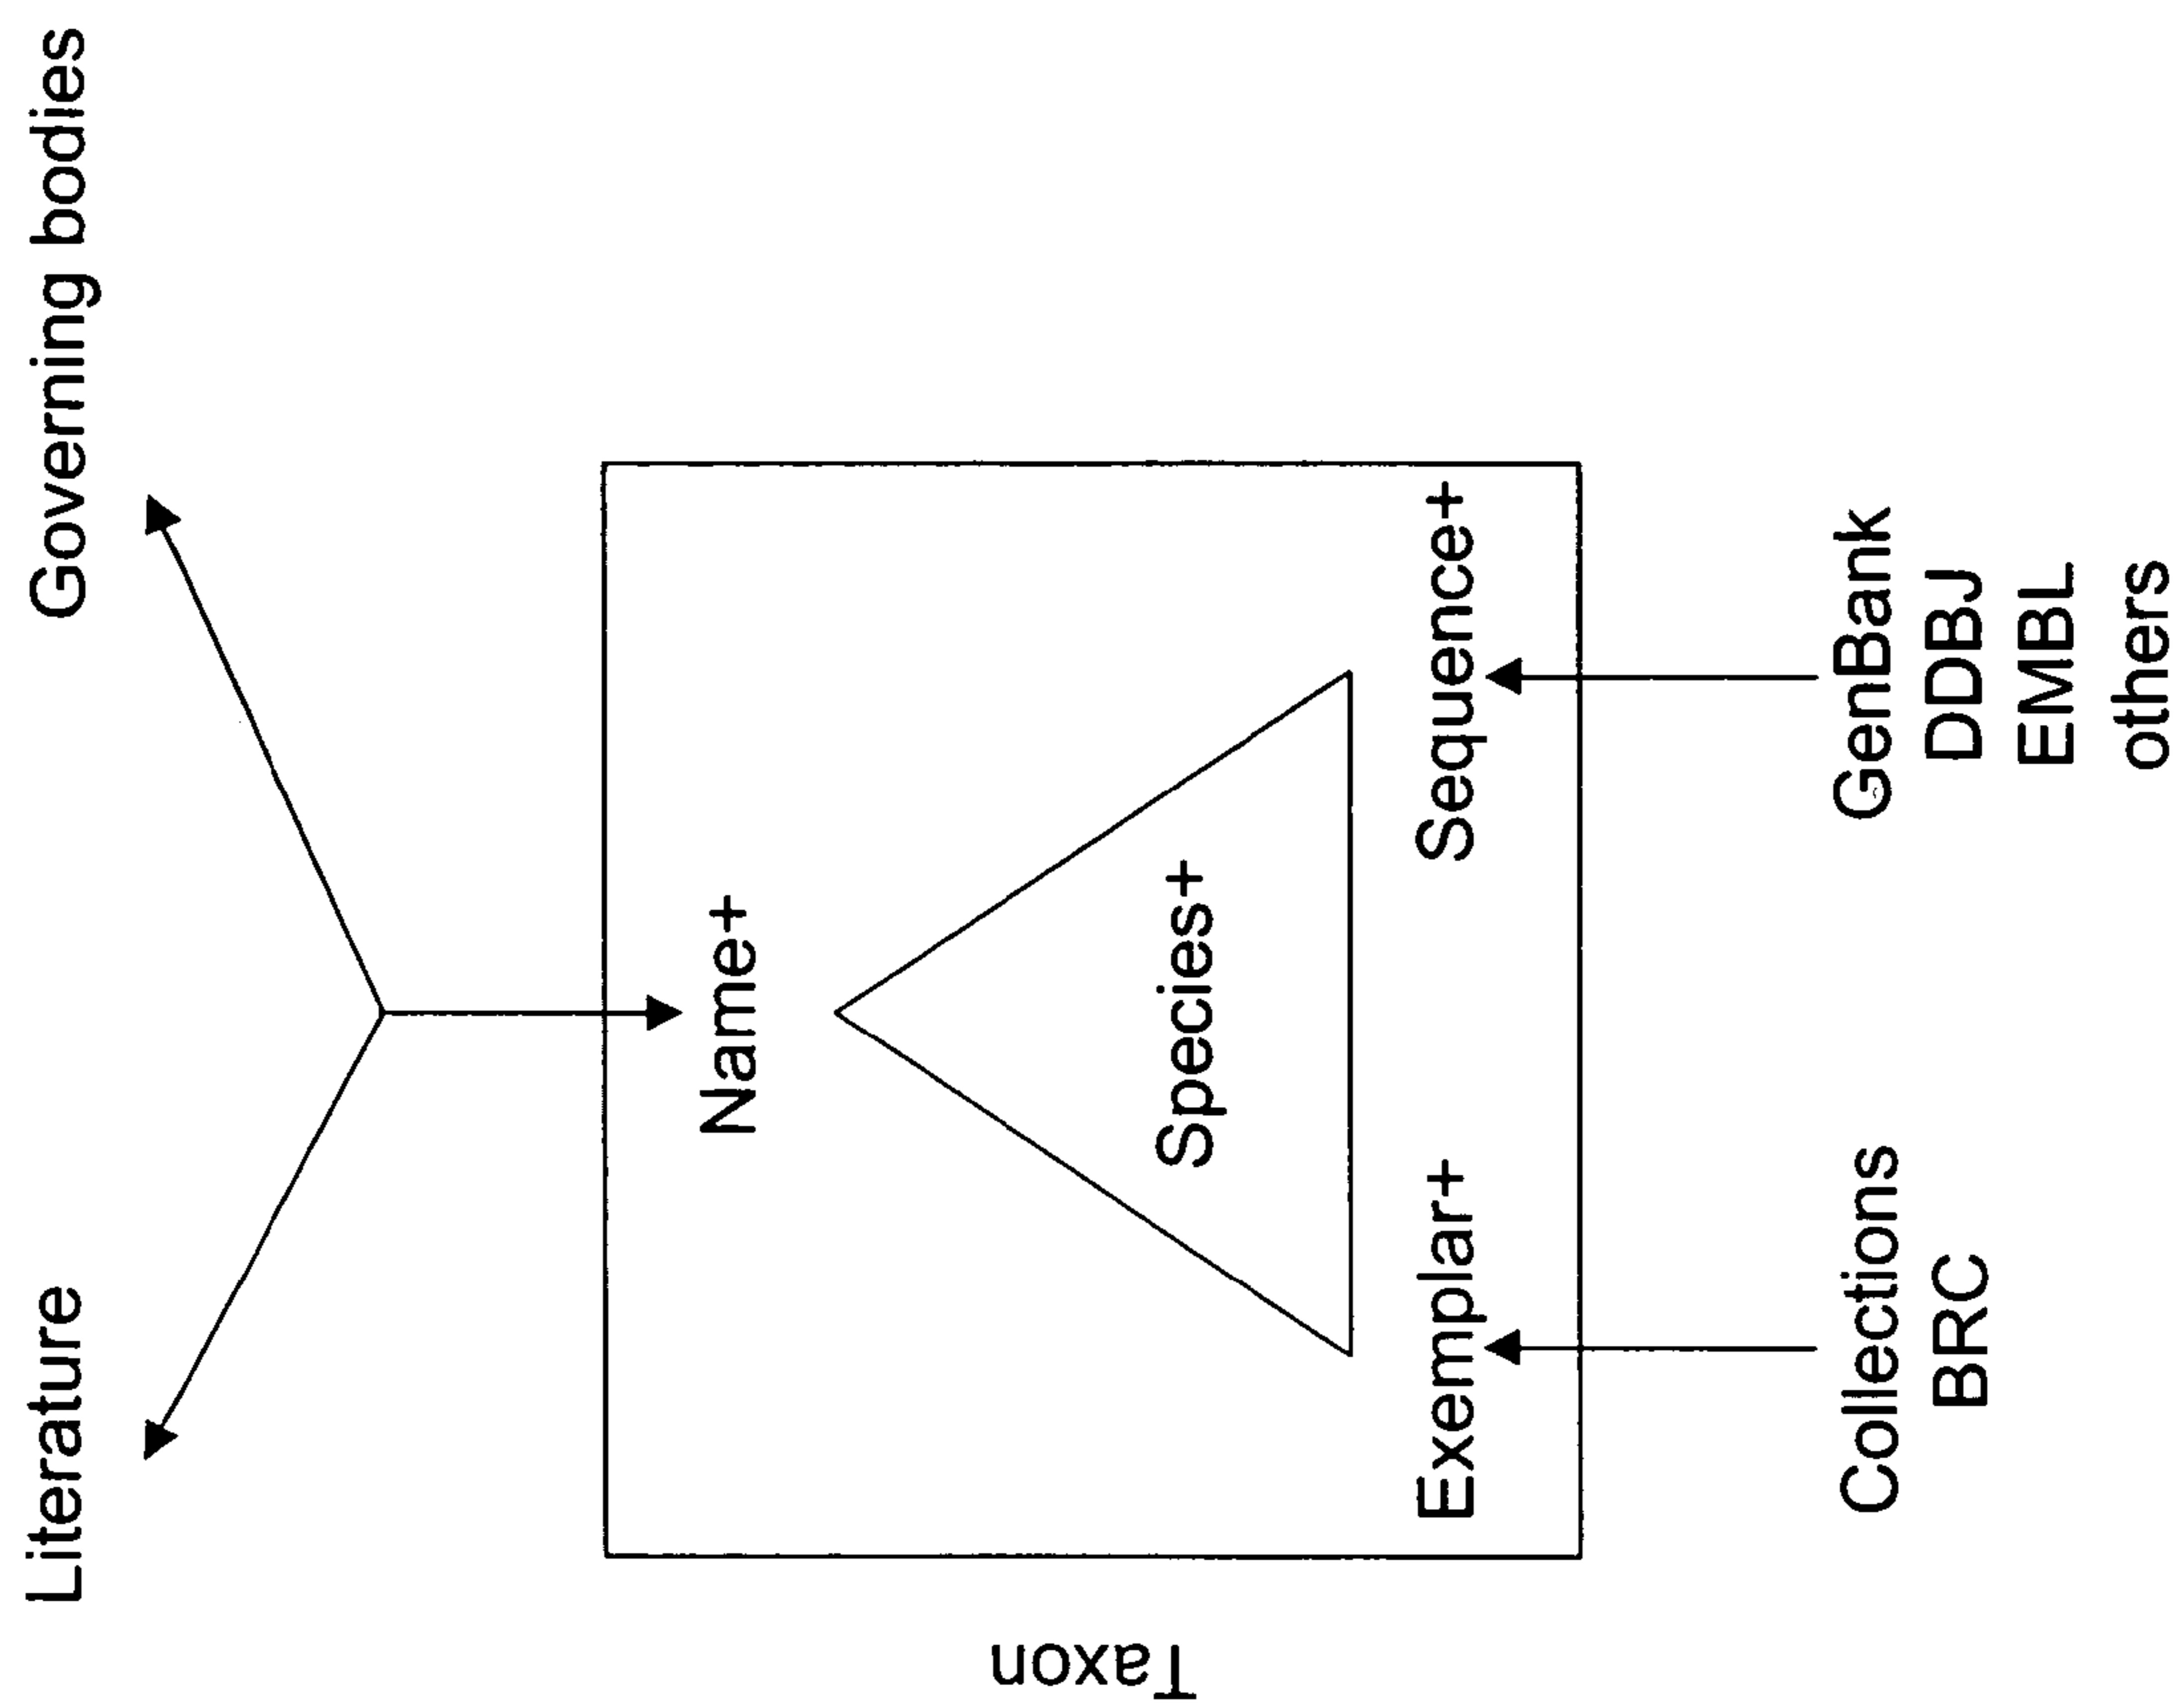 Literature
Governing bodies
Taxon
Name+
Species+
Exemplar+
Sequence+
Collections
BRC
GenBank
DDBJ
EMBL
others